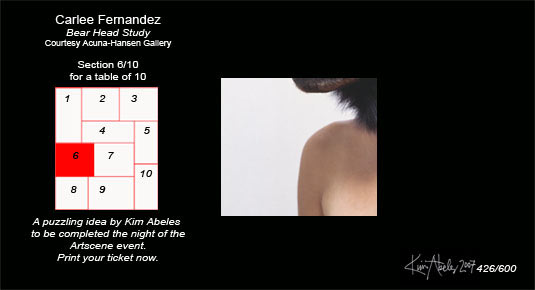 Carlee Fernandez
Bear Head Study
Courtesy Acuna-Hansen Gallery
Section 6/10
for a table of 10
1 2 3
4 5
6 7
10
8 9
A puzzling idea by Kim Abeles
to be completed the night of the
Artscene event.
Print your ticket now.
Kim Abeles 2007 426/600